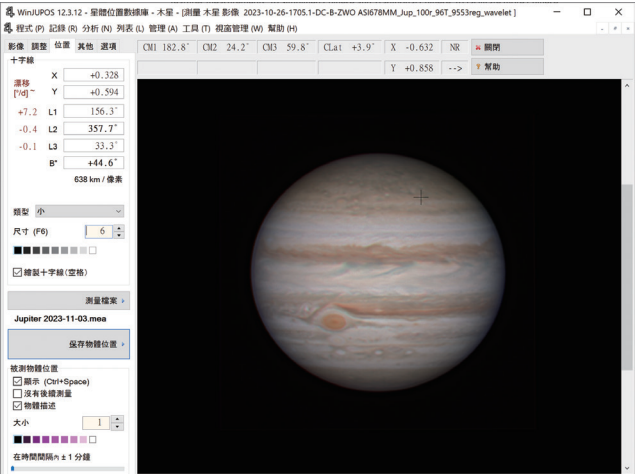 WinJUPOS 12.3.12 - 星體位置數據庫 - 木星 - [測量 木星 影像 2023-10-26-1705.1-DC-B-ZWO ASI678MM_Jup_100r_96T_9553reg_wavelet ]
程式 (P) 記錄 (R) 分析 (N) 列表 (L) 管理 (A) 工具 (T) 視窗管理 (W) 幫助 (H)
影像 調整 位置 其他 選項
CM1 182.8° CM2 24.2° CM3 59.8° CLat +3.9° X -0.632 NR 關閉
Y +0.858 --> ? 幫助
十字線
X +0.328
漂移
[°/d] ~ Y +0.594
+7.2 L1 156.3°
-0.4 L2 357.7°
-0.1 L3 33.3°
B" +44.6°
638 km / 像素
類型 小
尺寸 (F6) 6
繪製十字線(空格)
測量檔案
Jupiter 2023-11-03.mea
保存物體位置
被測物體位置
顯示 (Ctrl+Space)
沒有後續測量
物體描述
大小 1
在時間間隔內 ± 1 分鐘